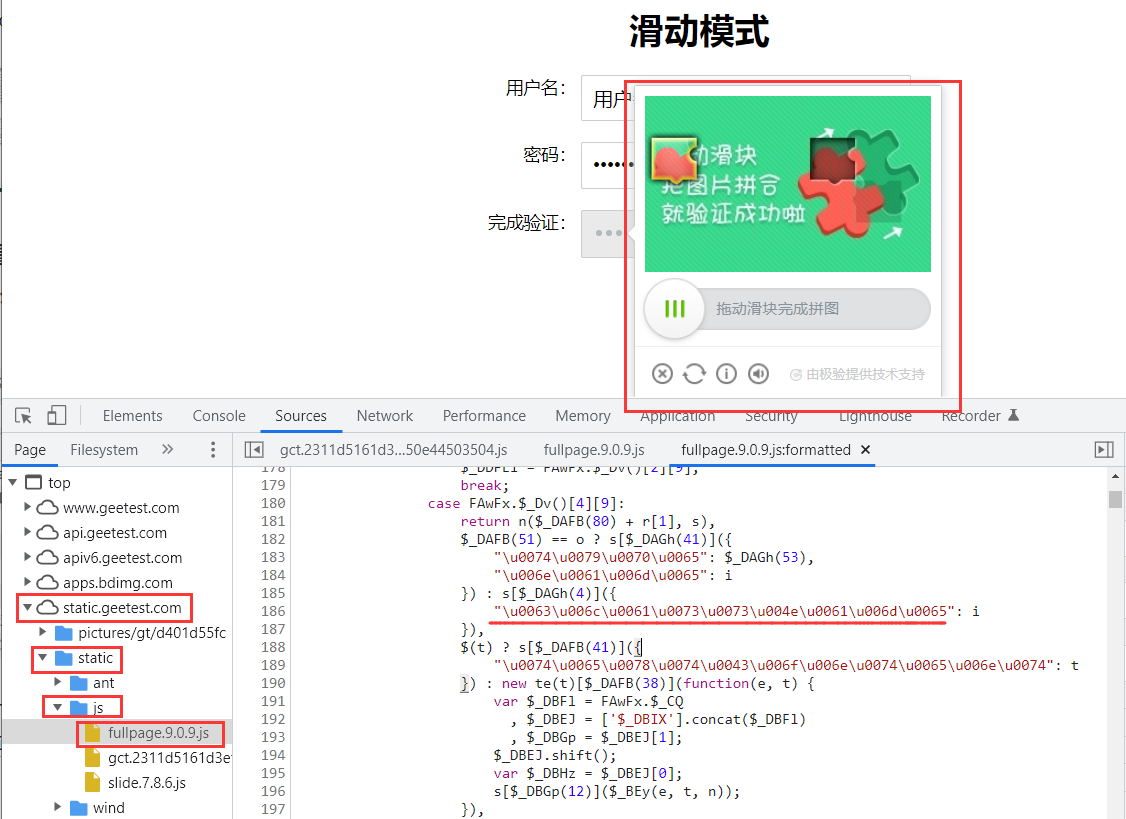 滑动模式
用户名:
用户
密码:
••••••
完成验证:
动滑块
把图片拼合
就验证成功啦
拖动滑块完成拼图
由极验提供技术支持
Elements Console Sources Network Performance Memory Application Security Lighthouse Recorder
Page Filesystem »
gct.2311d5161d3...50e44503504.js fullpage.9.0.9.js fullpage.9.0.9.js:formatted ×
top
www.geetest.com
api.geetest.com
apiv6.geetest.com
apps.bdimg.com
static.geetest.com
pictures/gt/d401d55fc
static
ant
js
fullpage.9.0.9.js
gct.2311d5161d3e
slide.7.8.6.js
wind
178 $_DDFEl = FAwFx.$_Dv()[2][9];
179 break;
180 case FAwFx.$_Dv()[4][9]:
181 return n($_DAFB(80) + r[1], s),
182 $_DAFB(51) == o ? s[$_DAGh(41)]({
183 "\u0074\u0079\u0070\u0065": $_DAGh(53),
184 "\u006e\u0061\u006d\u0065": i
185 }) : s[$_DAGh(4)]({
186 "\u0063\u006c\u0061\u0073\u0073\u004e\u0061\u006d\u0065": i
187 }),
188 $(t) ? s[$_DAFB(41)]({
189 "\u0074\u0065\u0078\u0074\u0043\u006f\u006e\u0074\u0065\u006e\u0074": t
190 }) : new te(t)[$_DAFB(38)](function(e, t) {
191 var $_DBFl = FAwFx.$_CQ
192 , $_DBEJ = ['$_DBIX'].concat($_DBFl)
193 , $_DBGp = $_DBEJ[1];
194 $_DBEJ.shift();
195 var $_DBHz = $_DBEJ[0];
196 s[$_DBGp(12)]($_BEy(e, t, n));
197 }),